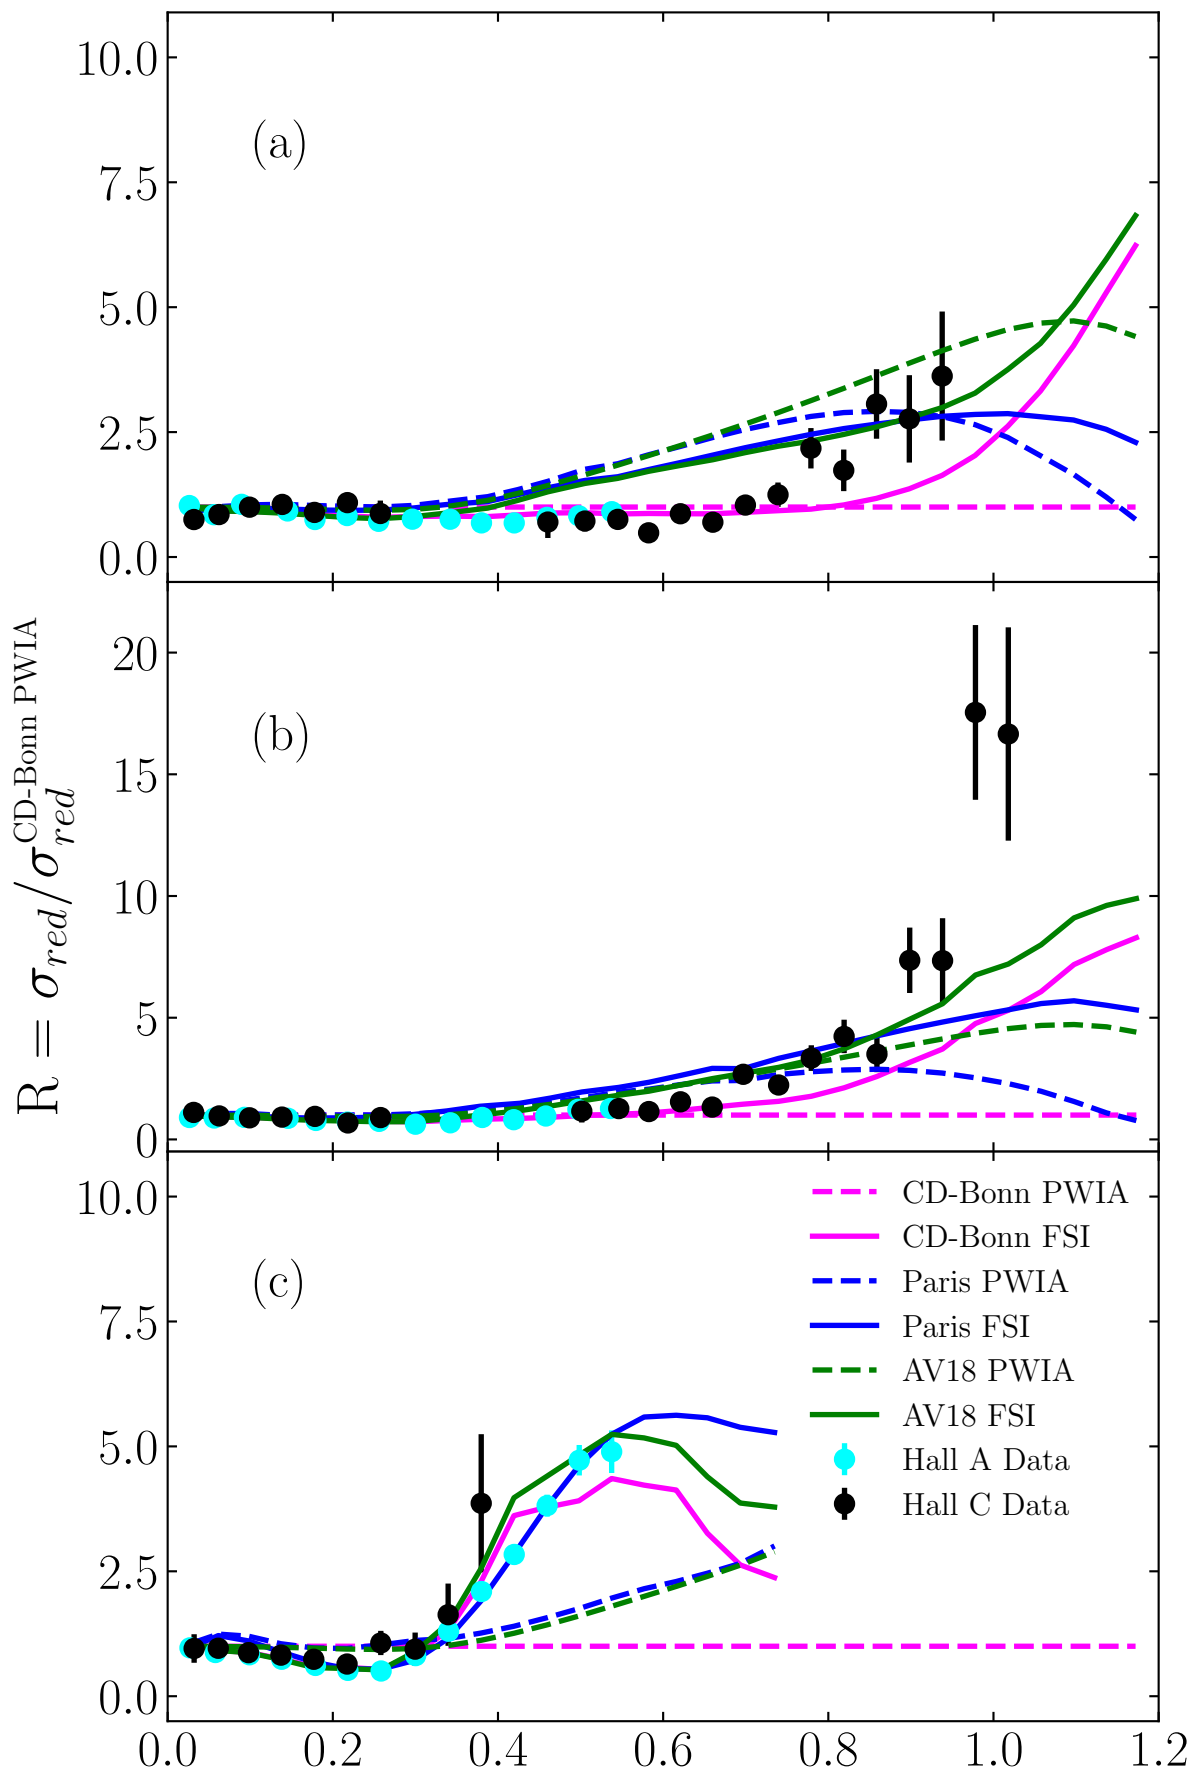 10.0
7.5
5.0
2.5
0.0
(a)
R = σ_red/σ_red^CD-Bonn PWIA
20
15
10
5
0
(b)
10.0
7.5
5.0
2.5
0.0
(c)
CD-Bonn PWIA
CD-Bonn FSI
Paris PWIA
Paris FSI
AV18 PWIA
AV18 FSI
Hall A Data
Hall C Data
0.0 0.2 0.4 0.6 0.8 1.0 1.2